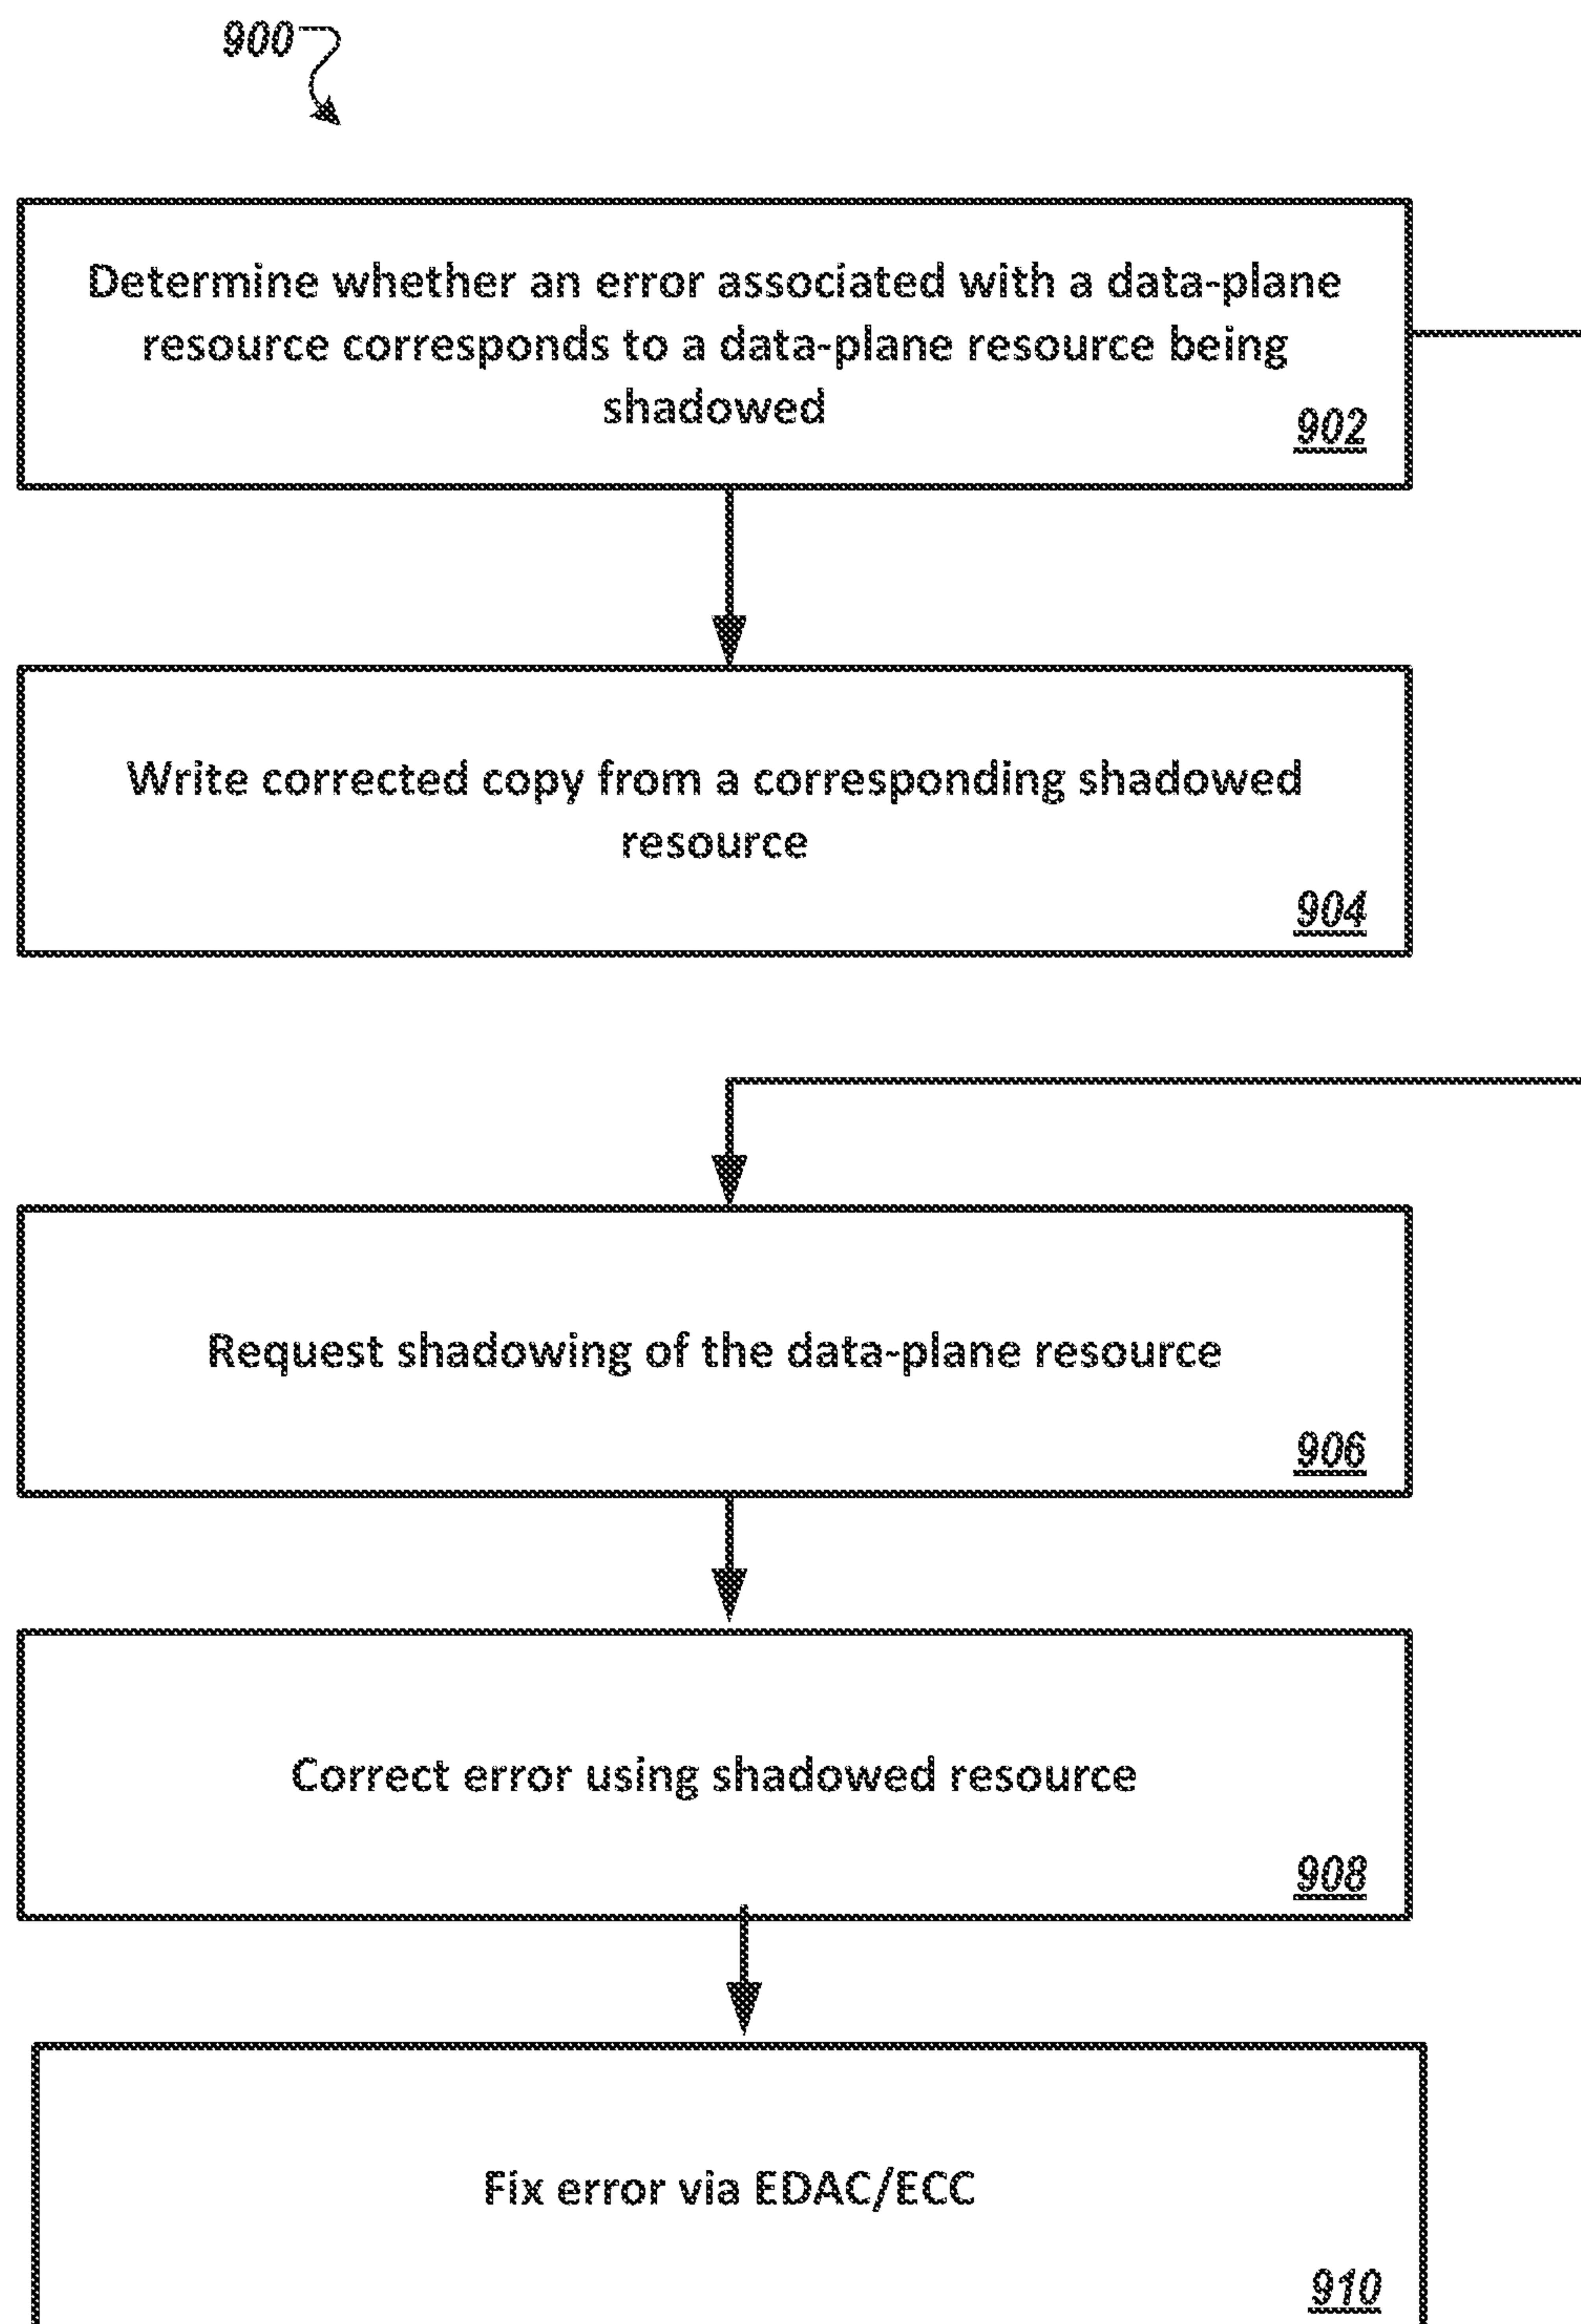 900
Determine whether an error associated with a data-plane
resource corresponds to a data-plane resource being
shadowed
902
Write corrected copy from a corresponding shadowed
resource
904
Request shadowing of the data-plane resource
906
Correct error using shadowed resource
908
Fix error via EDAC/ECC
910